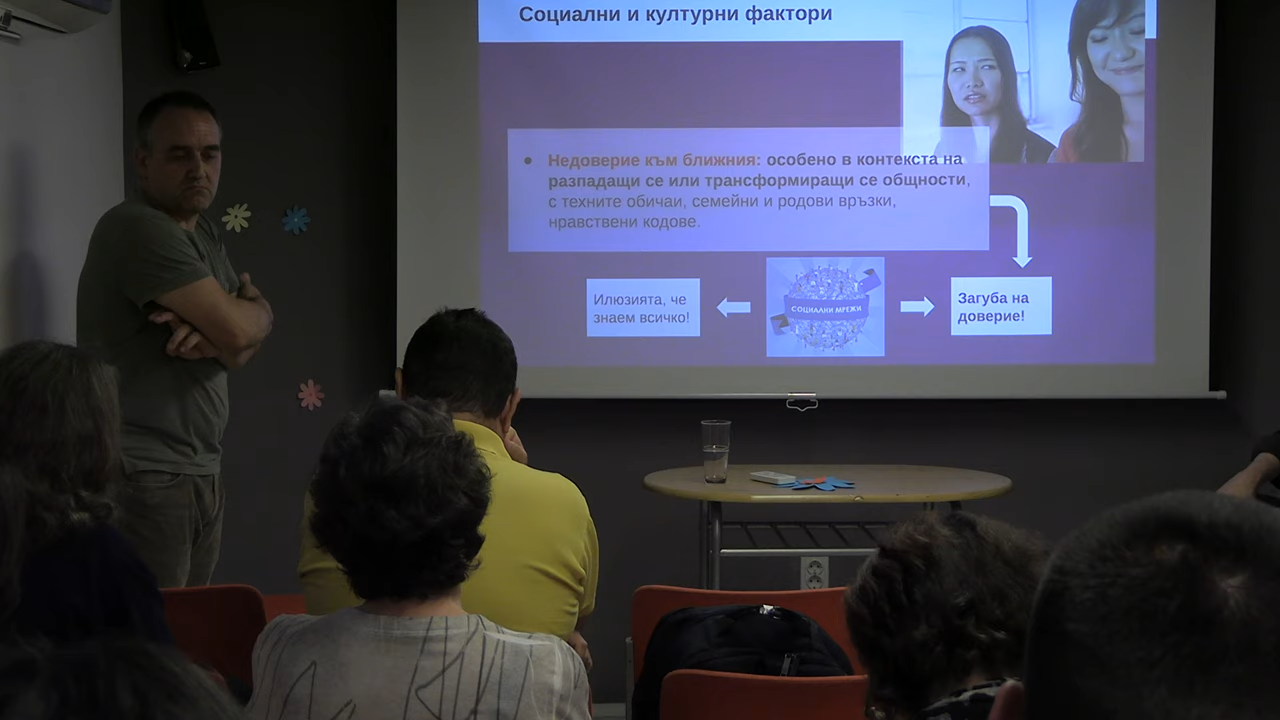 Социални и културни фактори
Недоверие към ближния: особено в контекста на
разпадащи се или трансформиращи се общности,
с техните обичаи, семейни и родови връзки,
нравствени кодове.
Илюзията, че
знаем всичко!
СОЦИАЛНИ МРЕЖИ
Загуба на
доверие!